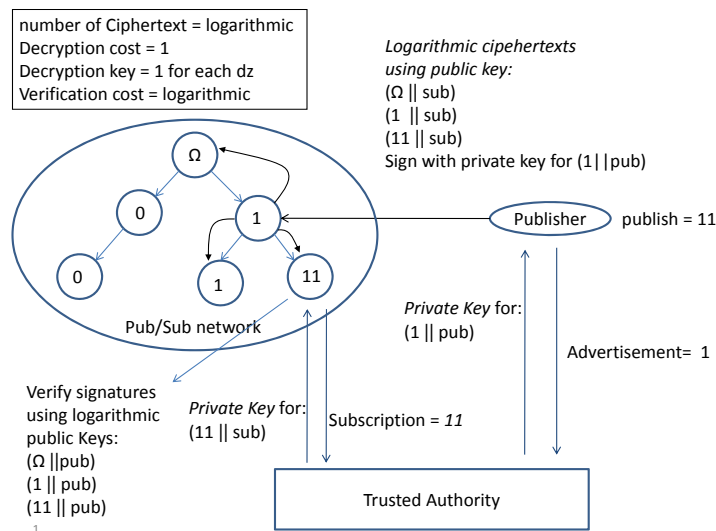 number of Ciphertext = logarithmic
Decryption cost = 1
Decryption key = 1 for each dz
Verification cost = logarithmic
Logarithmic cipehertexts
using public key:
(Ω || sub)
(1 || sub)
(11 || sub)
Sign with private key for (1||pub)
Ω
0
1
0
1
11
Pub/Sub network
Publisher
publish = 11
Private Key for:
(1 || pub)
Advertisement= 1
Verify signatures
using logarithmic
public Keys:
(Ω ||pub)
(1 || pub)
(11 || pub)
Private Key for:
(11 || sub)
Subscription = 11
Trusted Authority
1